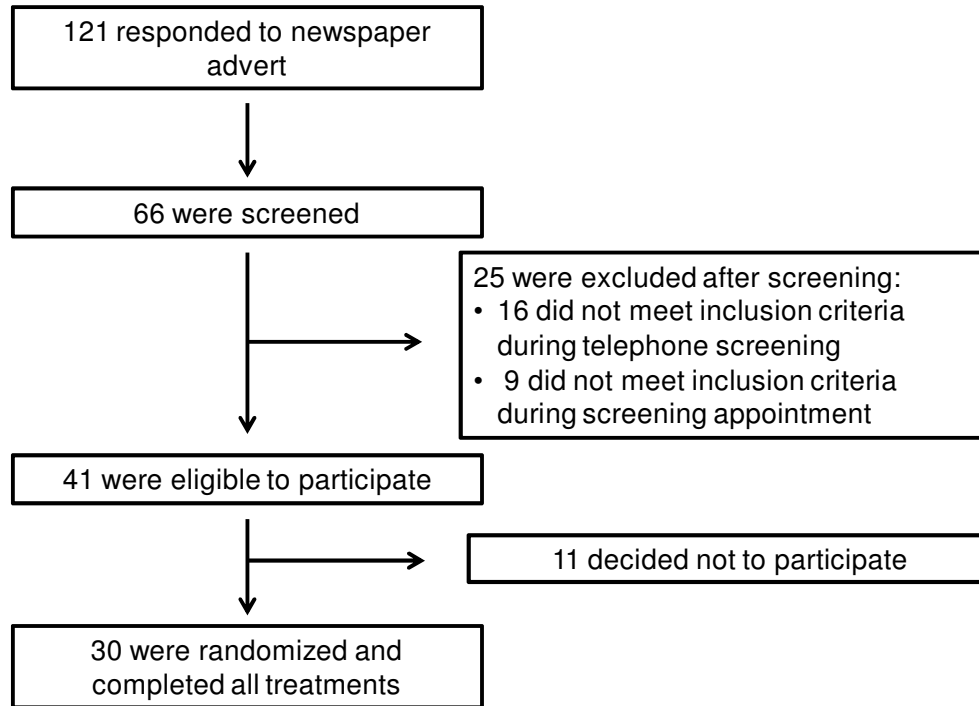 121 responded to newspaper
advert
66 were screened
25 were excluded after screening:
• 16 did not meet inclusion criteria
during telephone screening
• 9 did not meet inclusion criteria
during screening appointment
41 were eligible to participate
11 decided not to participate
30 were randomized and
completed all treatments